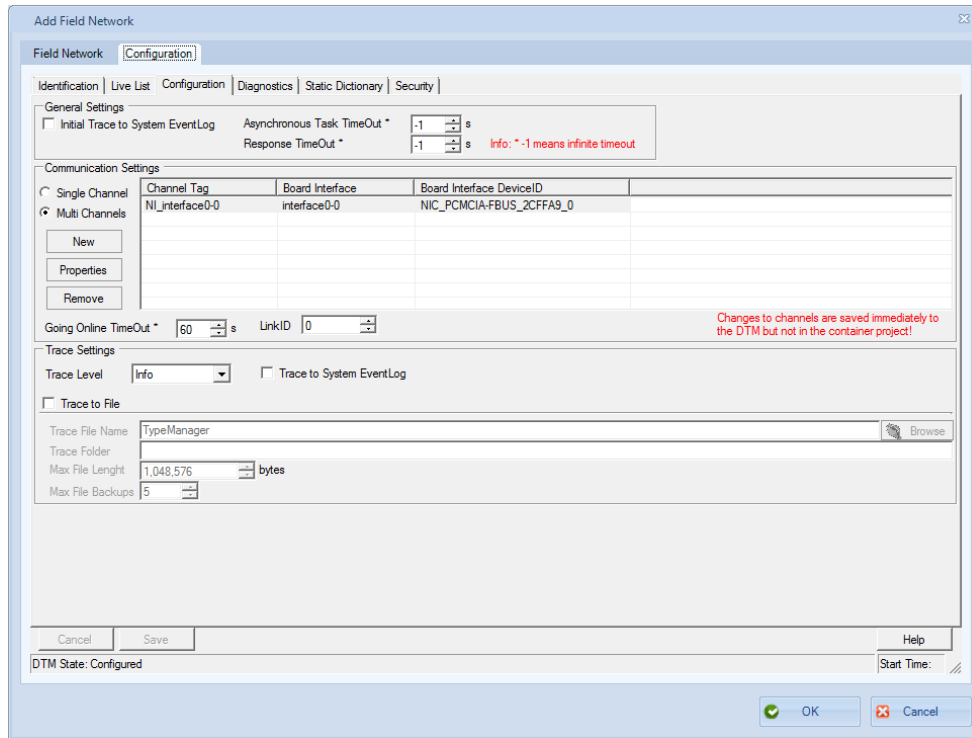 Add Field Network
Field Network Configuration
Identification Live List Configuration Diagnostics Static Dictionary Security
General Settings
Initial Trace to System EventLog Asynchronous Task TimeOut * -1 s
Response TimeOut * -1 s Info: * -1 means infinite timeout
Communication Settings
Single Channel
Multi Channels
Channel Tag Board Interface Board Interface DeviceID
NI_interface0-0 interface0-0 NIC_PCMCIA-FBUS_2CFFA9_0
New
Properties
Remove
Going Online TimeOut * 60 s LinkID 0
Changes to channels are saved immediately to
the DTM but not in the container project!
Trace Settings
Trace Level Info Trace to System EventLog
Trace to File
Trace File Name TypeManager Browse
Trace Folder
Max File Lenght 1,048,576 bytes
Max File Backups 5
Cancel Save Help
DTM State: Configured Start Time:
OK Cancel